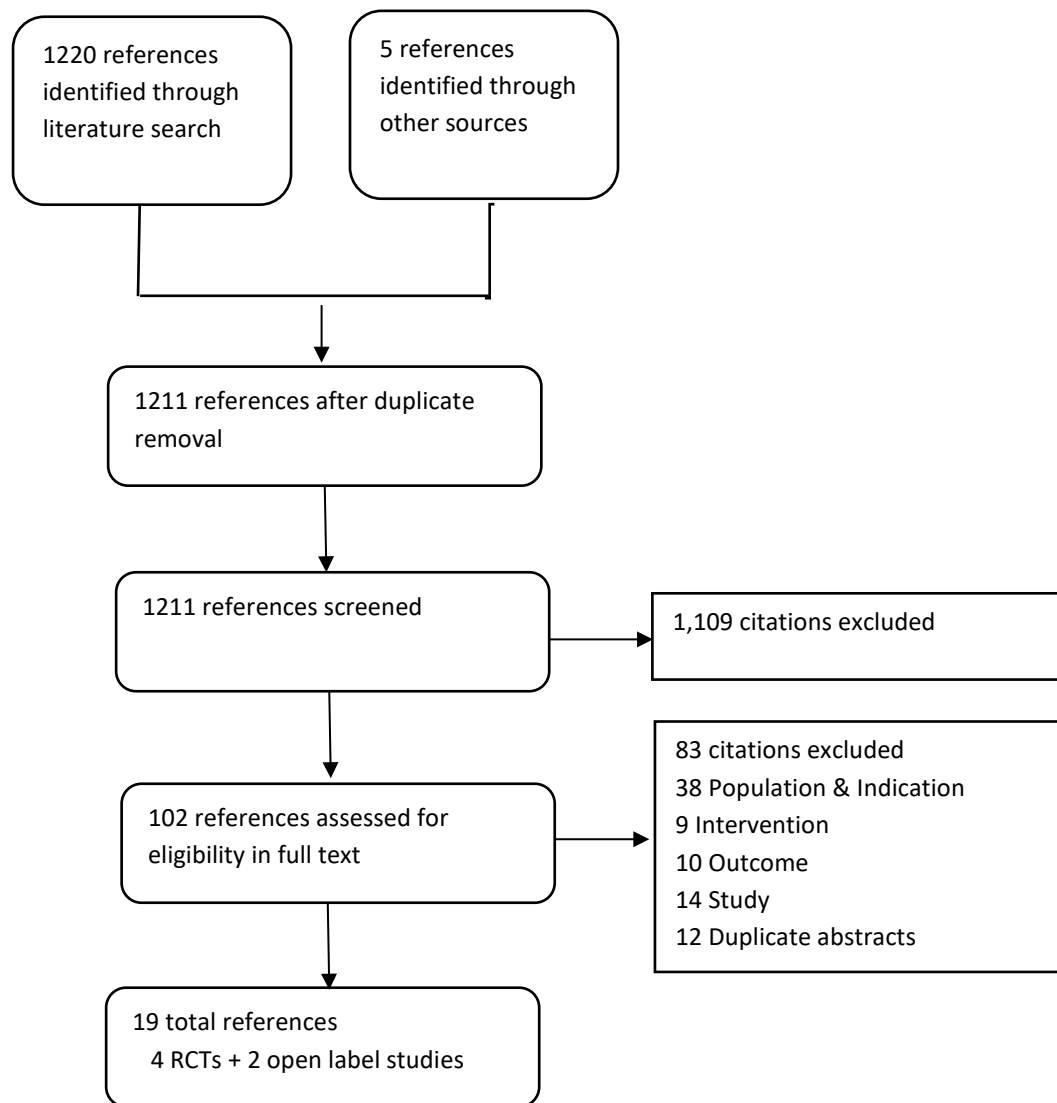 1220 references
identified through
literature search
5 references
identified through
other sources
1211 references after duplicate
removal
1211 references screened
1,109 citations excluded
102 references assessed for
eligibility in full text
83 citations excluded
38 Population & Indication
9 Intervention
10 Outcome
14 Study
12 Duplicate abstracts
19 total references
4 RCTs + 2 open label studies